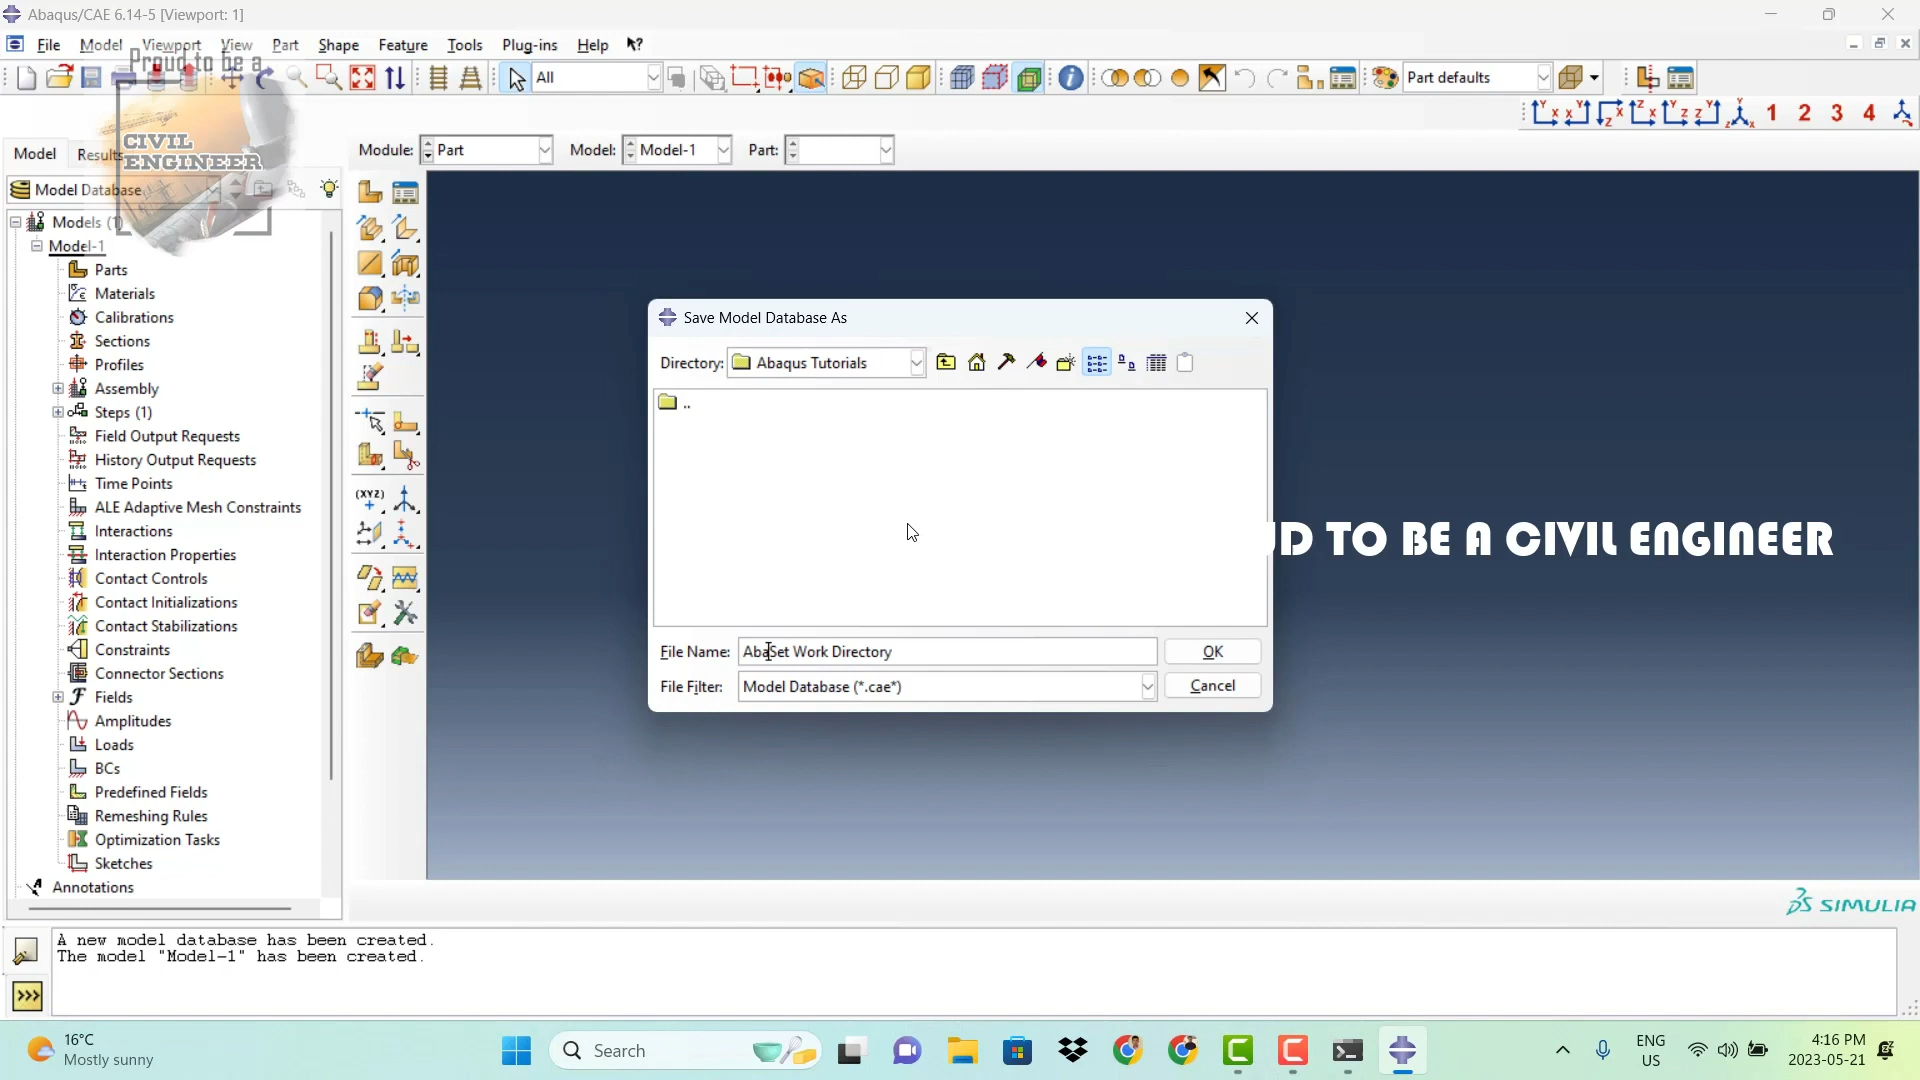 Abaqus/CAE 6.14-5 [Viewport: 1]
File Model Viewport View Part Shape Feature Tools Plug-ins Help
Proud to be a
CIVIL
ENGINEER
All
Part defaults
1 2 3 4
Model Results
Module: Part Model: Model-1 Part:
Model Database
Models (1)
Model-1
Parts
Materials
Calibrations
Sections
Profiles
Assembly
Steps (1)
Field Output Requests
History Output Requests
Time Points
ALE Adaptive Mesh Constraints
Interactions
Interaction Properties
Contact Controls
Contact Initializations
Contact Stabilizations
Constraints
Connector Sections
Fields
Amplitudes
Loads
BCs
Predefined Fields
Remeshing Rules
Optimization Tasks
Sketches
Annotations
(XYZ)
Save Model Database As
Directory: Abaqus Tutorials
..
File Name: AbaSet Work Directory OK
File Filter: Model Database (*.cae*) Cancel
UD TO BE A CIVIL ENGINEER
SIMULIA
A new model database has been created.
The model "Model-1" has been created.
>>>
16°C
Mostly sunny
Search
ENG
US
4:16 PM
2023-05-21